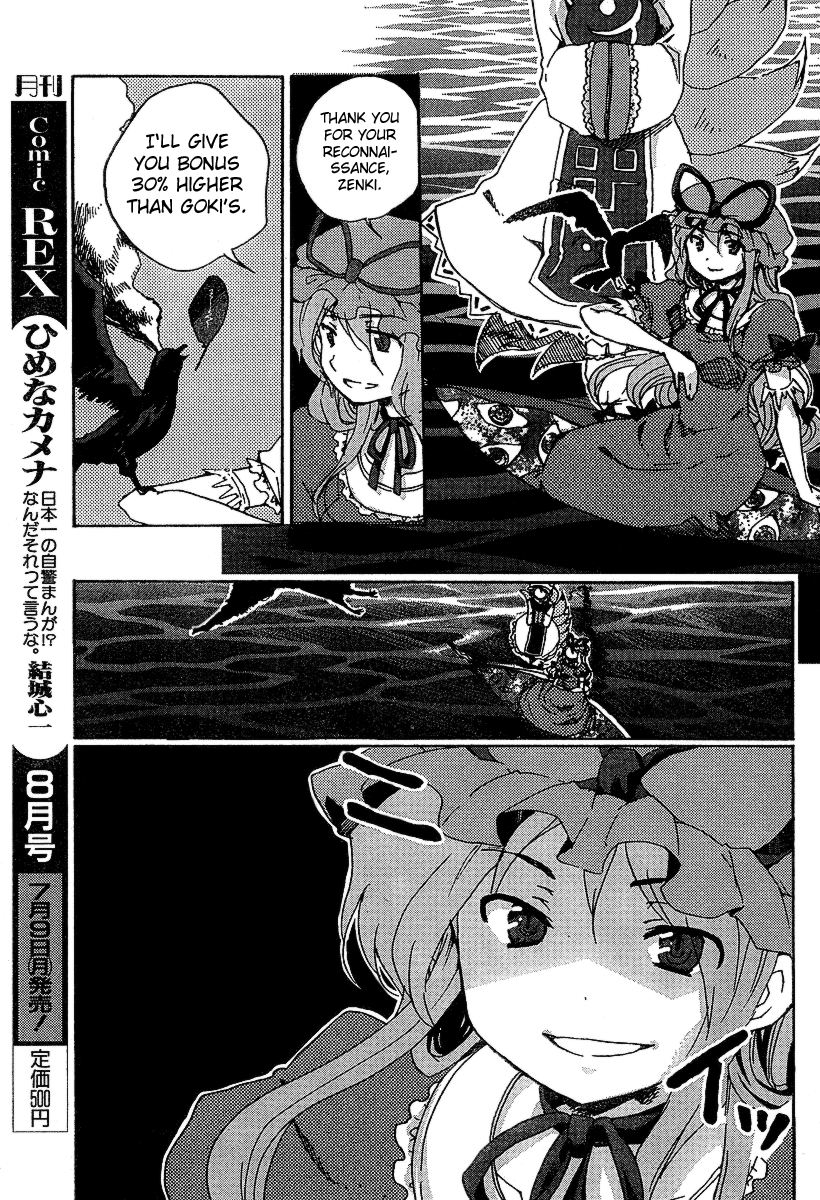 THANK YOU
FOR YOUR
RECONNAI-
SSANCE,
ZENKI.
I'LL GIVE
YOU BONUS
30% HIGHER
THAN GOKI'S.
ニ
イッ
月刊
Comic REX
ひめなカメナ
日本一の自警まんが!?
なんだそれって言うな。
結城心一
8月号
7月9日(月)発売!
定価500円